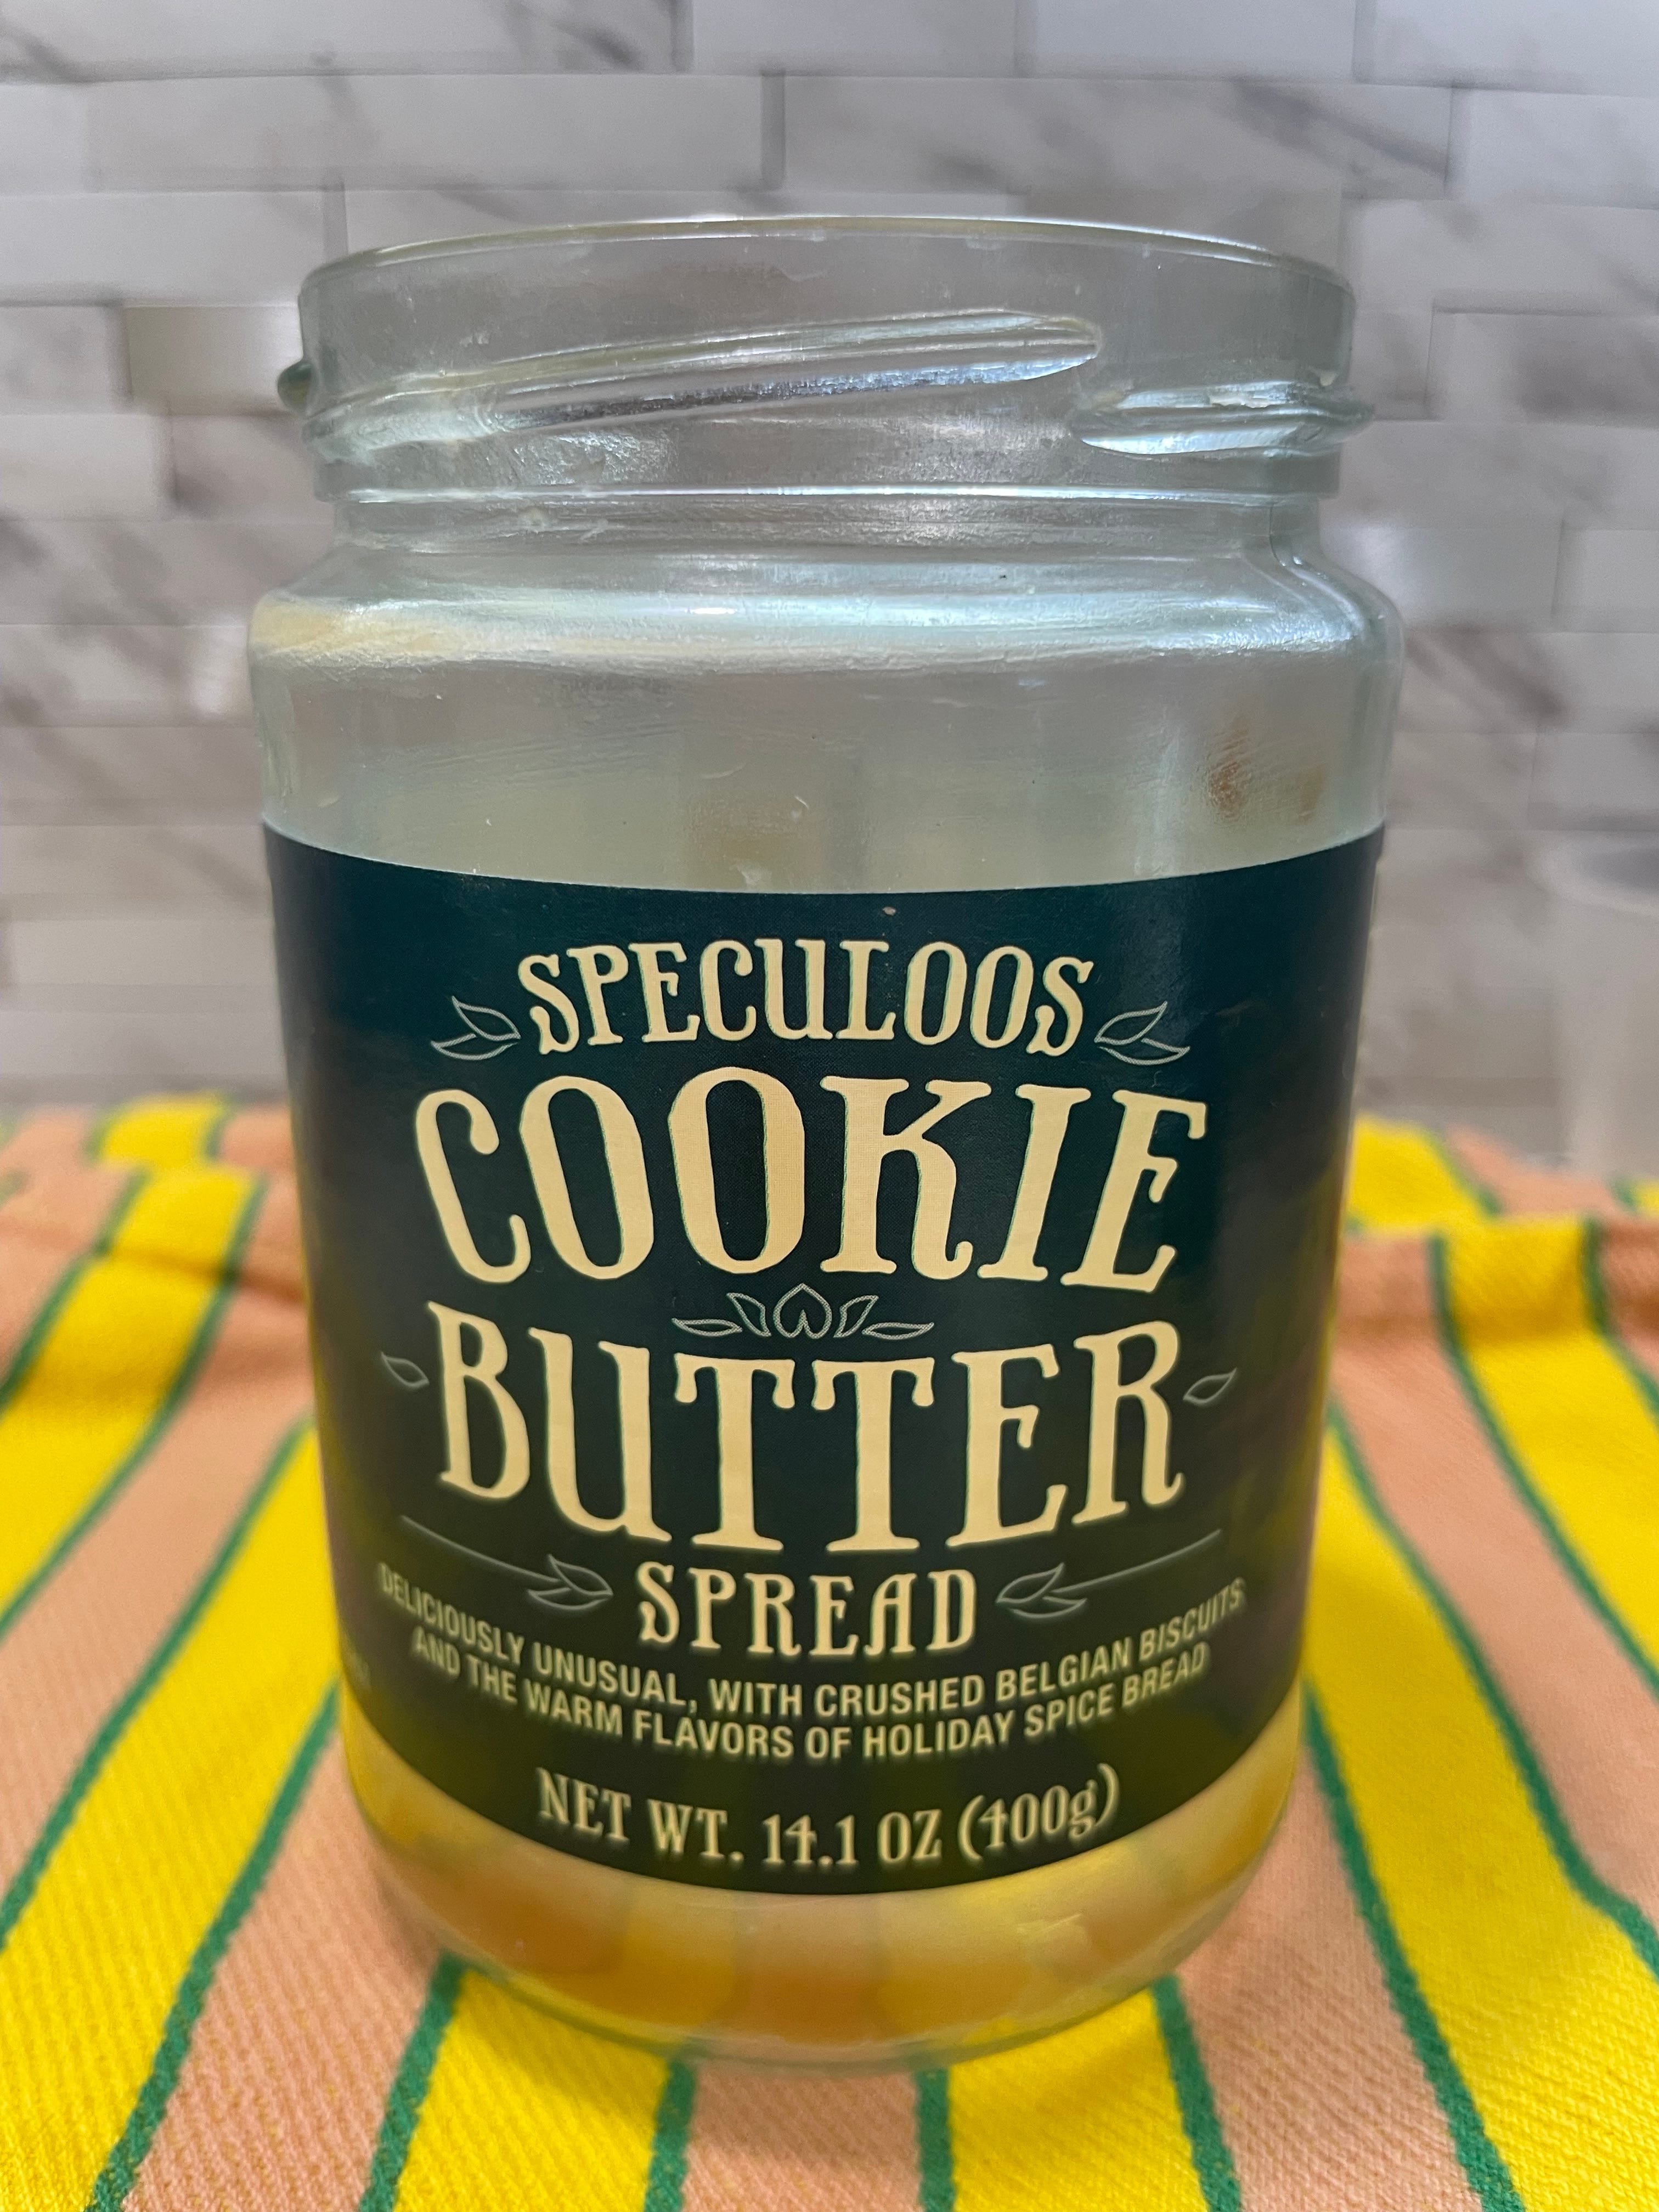 SPECULOOS
COOKIE
BUTTER
SPREAD
DELICIOUSLY UNUSUAL, WITH CRUSHED BELGIAN BISCUITS
AND THE WARM FLAVORS OF HOLIDAY SPICE BREAD
NET WT. 14.1 OZ (400g)